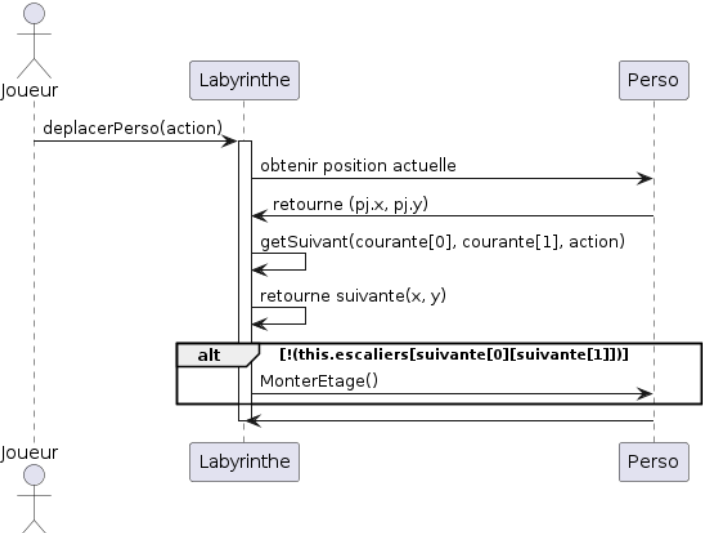 Joueur
Labyrinthe
Perso
deplacerPerso(action)
obtenir position actuelle
retourne (pj.x, pj.y)
getSuivant(courante[0], courante[1], action)
retourne suivante(x, y)
alt [!(this.escaliers[suivante[0][suivante[1]])]
MonterEtage()
Joueur
Labyrinthe
Perso